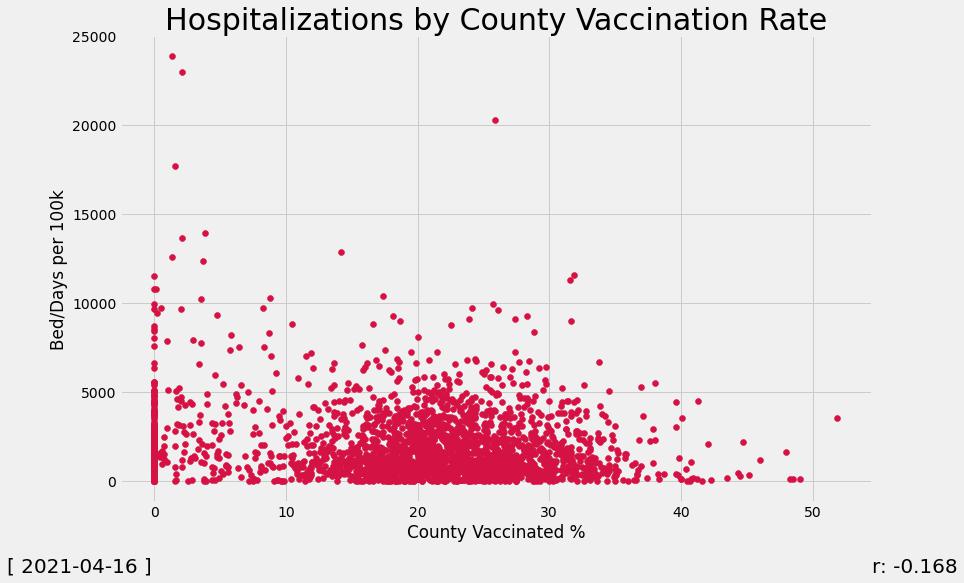 Hospitalizations by County Vaccination Rate
25000
20000
15000
10000
5000
0
Bed/Days per 100k
0 10 20 30 40 50
County Vaccinated %
[ 2021-04-16 ]
r: -0.168